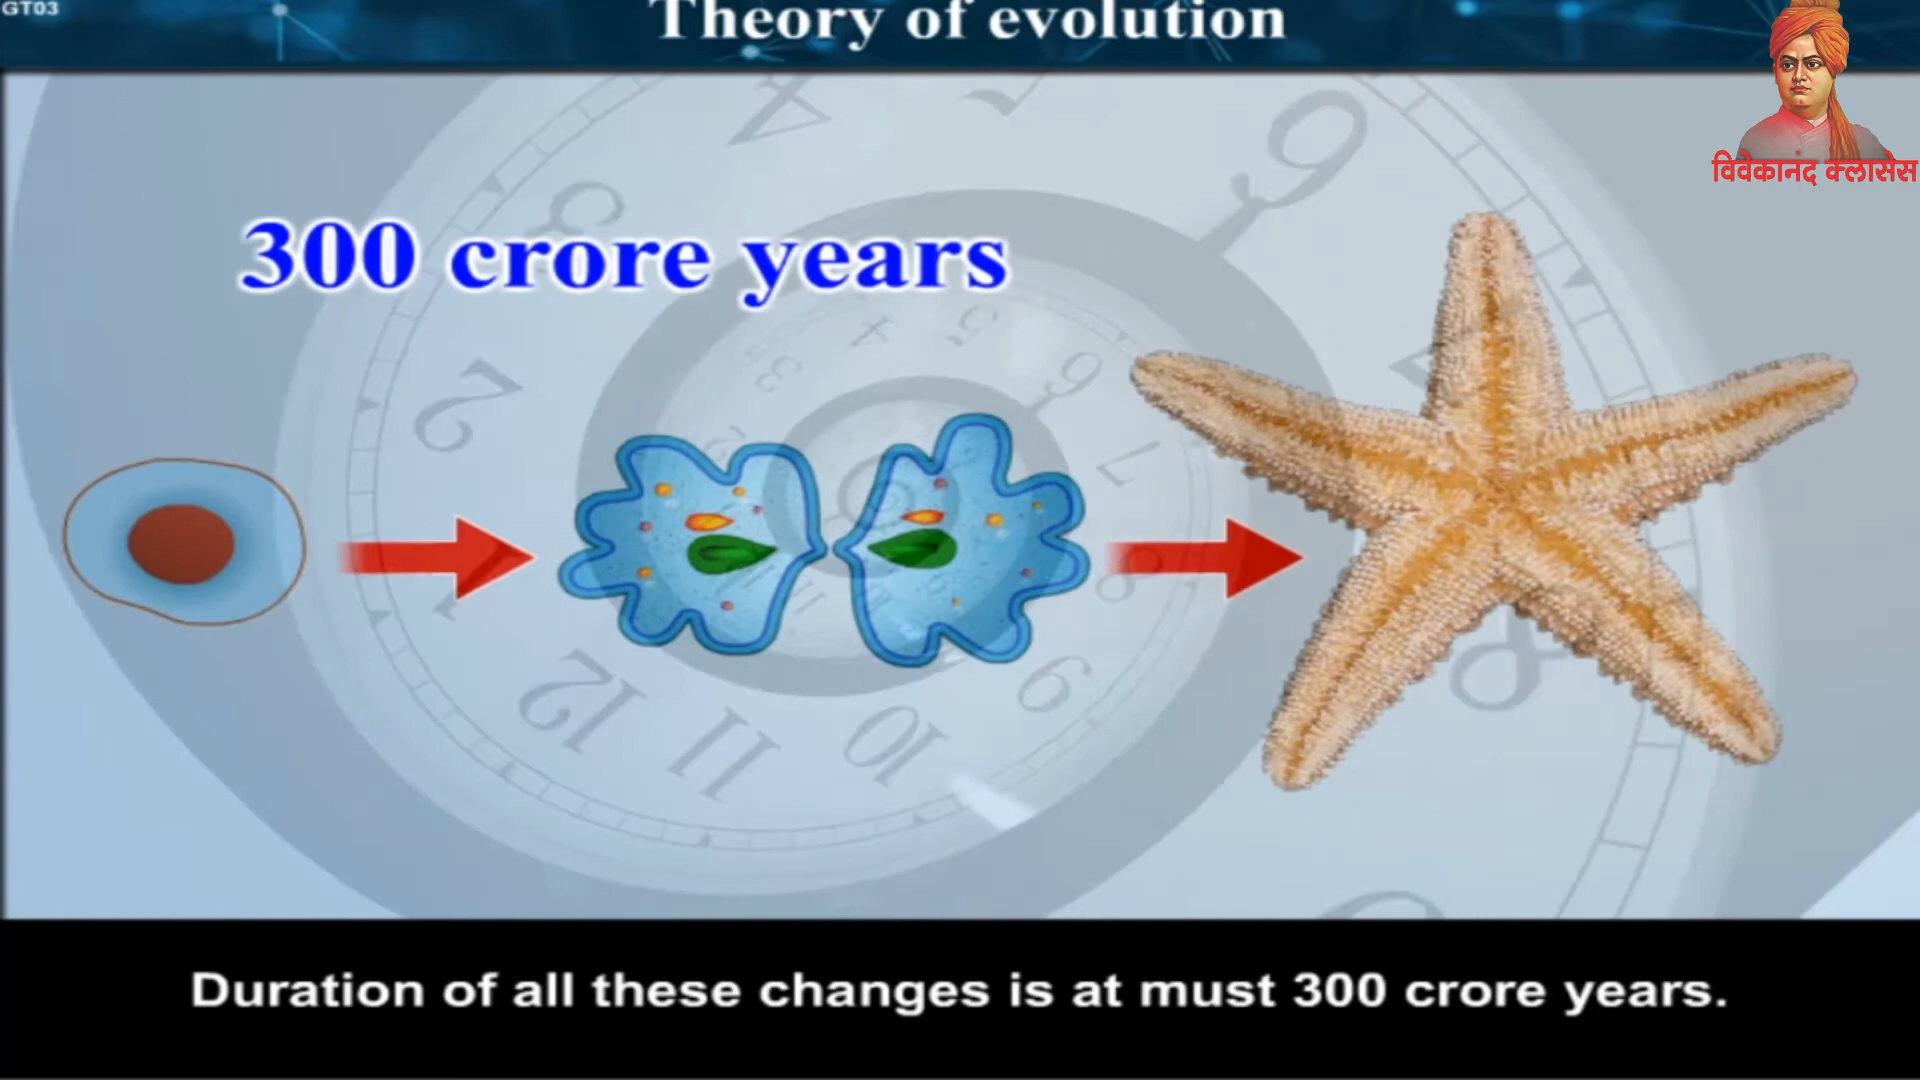 GT03
Theory of evolution
विवेकानंद क्लासेस
300 crore years
Duration of all these changes is at must 300 crore years.